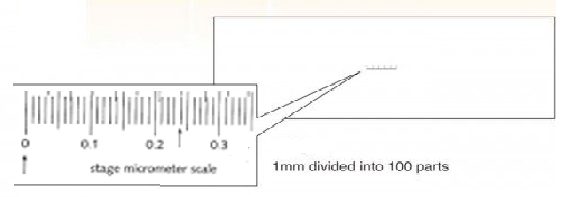 0 0.1 0.2 0.3
stage micrometer scale
1mm divided into 100 parts